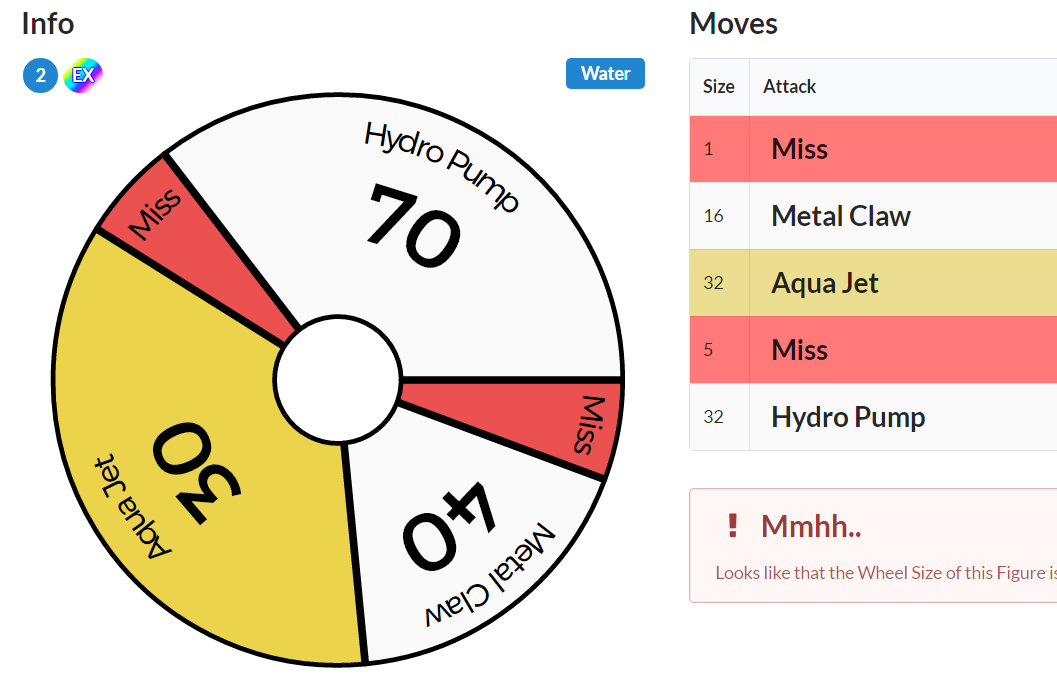 Info
2 EX
Water
Hydro Pump
70
Miss
Miss
30
Aqua Jet
40
Metal Claw
Moves
Size Attack
1 Miss
16 Metal Claw
32 Aqua Jet
5 Miss
32 Hydro Pump
! Mmhh..
Looks like that the Wheel Size of this Figure is